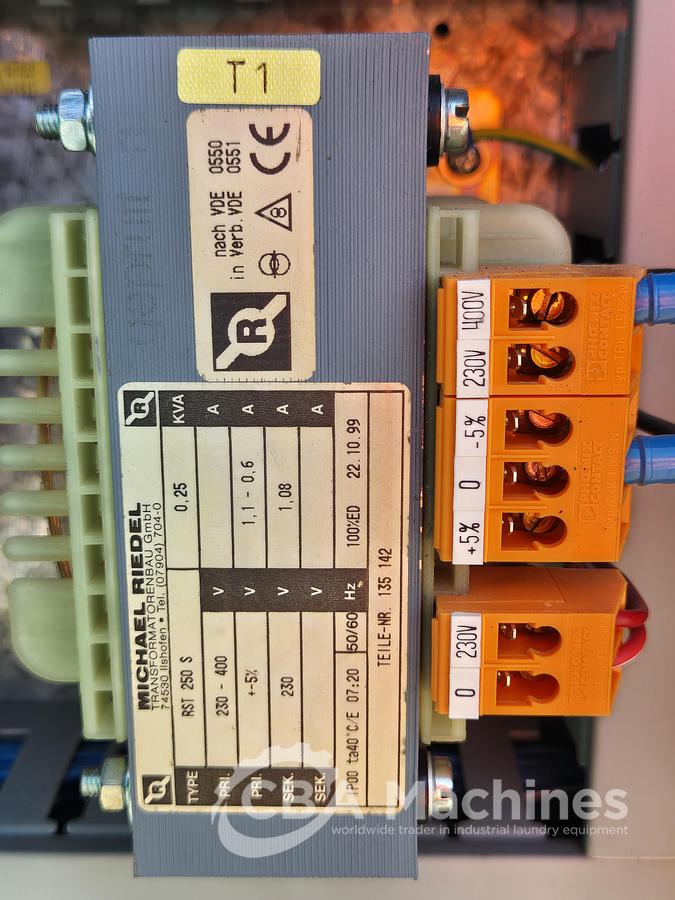 T1
nach VDE 0550
in Verb. VDE 0551
CE
R
MICHAEL RIEDEL
TRANSFORMATORENBAU GmbH
74530 Ilshofen • Tel. (07904) 704-0
TYPE RST 250 S 0,25 KVA
PRI. 230 - 400 V A
PRI. +-5% V 1,1 - 0,6 A
SEK. 230 V 1,08 A
SEK. V A
IP00 ta40°C/E 07:20 50/60 Hz 100%ED 22.10.99
TEILE-NR. 135 142
230V 400V
+5% 0 -5%
0 230V
PHOENIX
CONTACT
PHOENIX
CONTACT
CBA Machines
worldwide trader in industrial laundry equipment